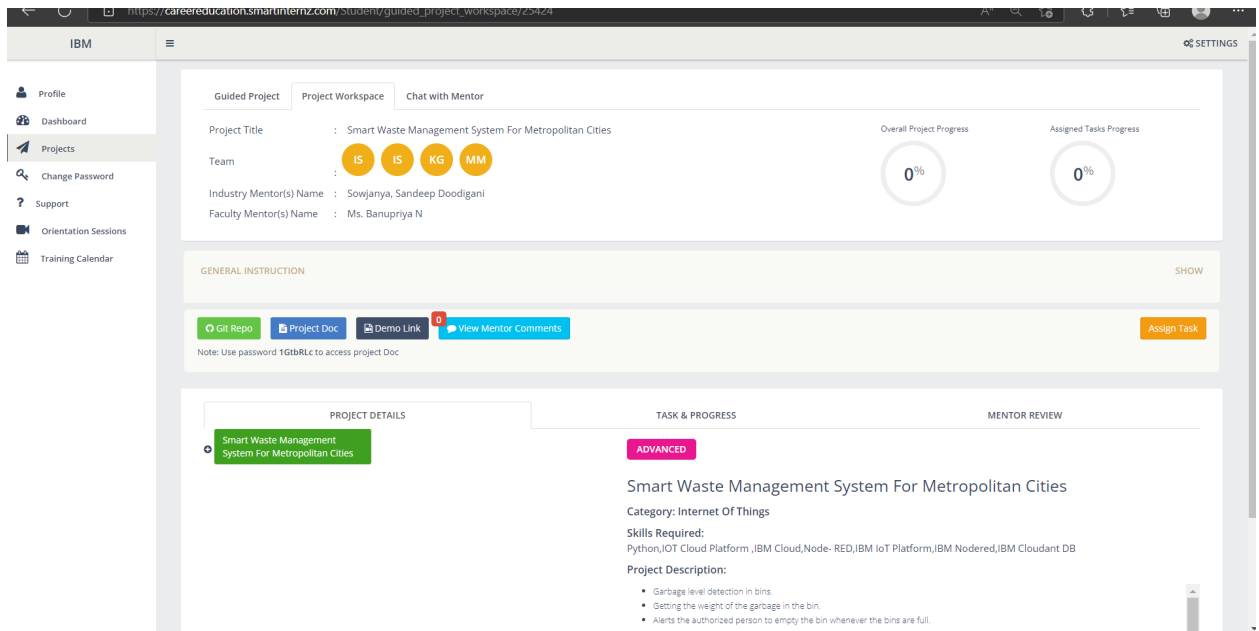 https://careereducation.smartinternz.com/Student/guided_project_workspace/25424
IBM
SETTINGS
Profile
Dashboard
Projects
Change Password
Support
Orientation Sessions
Training Calendar
Guided Project Project Workspace Chat with Mentor
Project Title : Smart Waste Management System For Metropolitan Cities
Team : IS IS KG MM
Industry Mentor(s) Name : Sowjanya, Sandeep Doodigani
Faculty Mentor(s) Name : Ms. Banupriya N
Overall Project Progress Assigned Tasks Progress
0% 0%
GENERAL INSTRUCTION SHOW
Git Repo Project Doc Demo Link 0 View Mentor Comments Assign Task
Note: Use password 1GtbRLc to access project Doc
PROJECT DETAILS TASK & PROGRESS MENTOR REVIEW
Smart Waste Management
System For Metropolitan Cities
ADVANCED
Smart Waste Management System For Metropolitan Cities
Category: Internet Of Things
Skills Required:
Python,IOT Cloud Platform ,IBM Cloud,Node- RED,IBM IoT Platform,IBM Nodered,IBM Cloudant DB
Project Description:
Garbage level detection in bins.
Getting the weight of the garbage in the bin.
Alerts the authorized person to empty the bin whenever the bins are full.